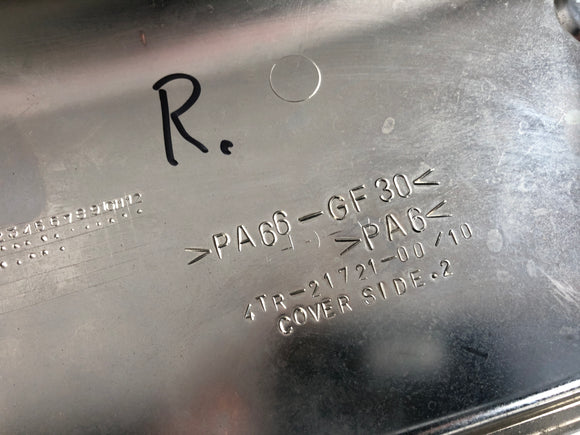 R.
>PA66-GF30<
>PA6<
4TR-21721-00/10
COVER SIDE.2